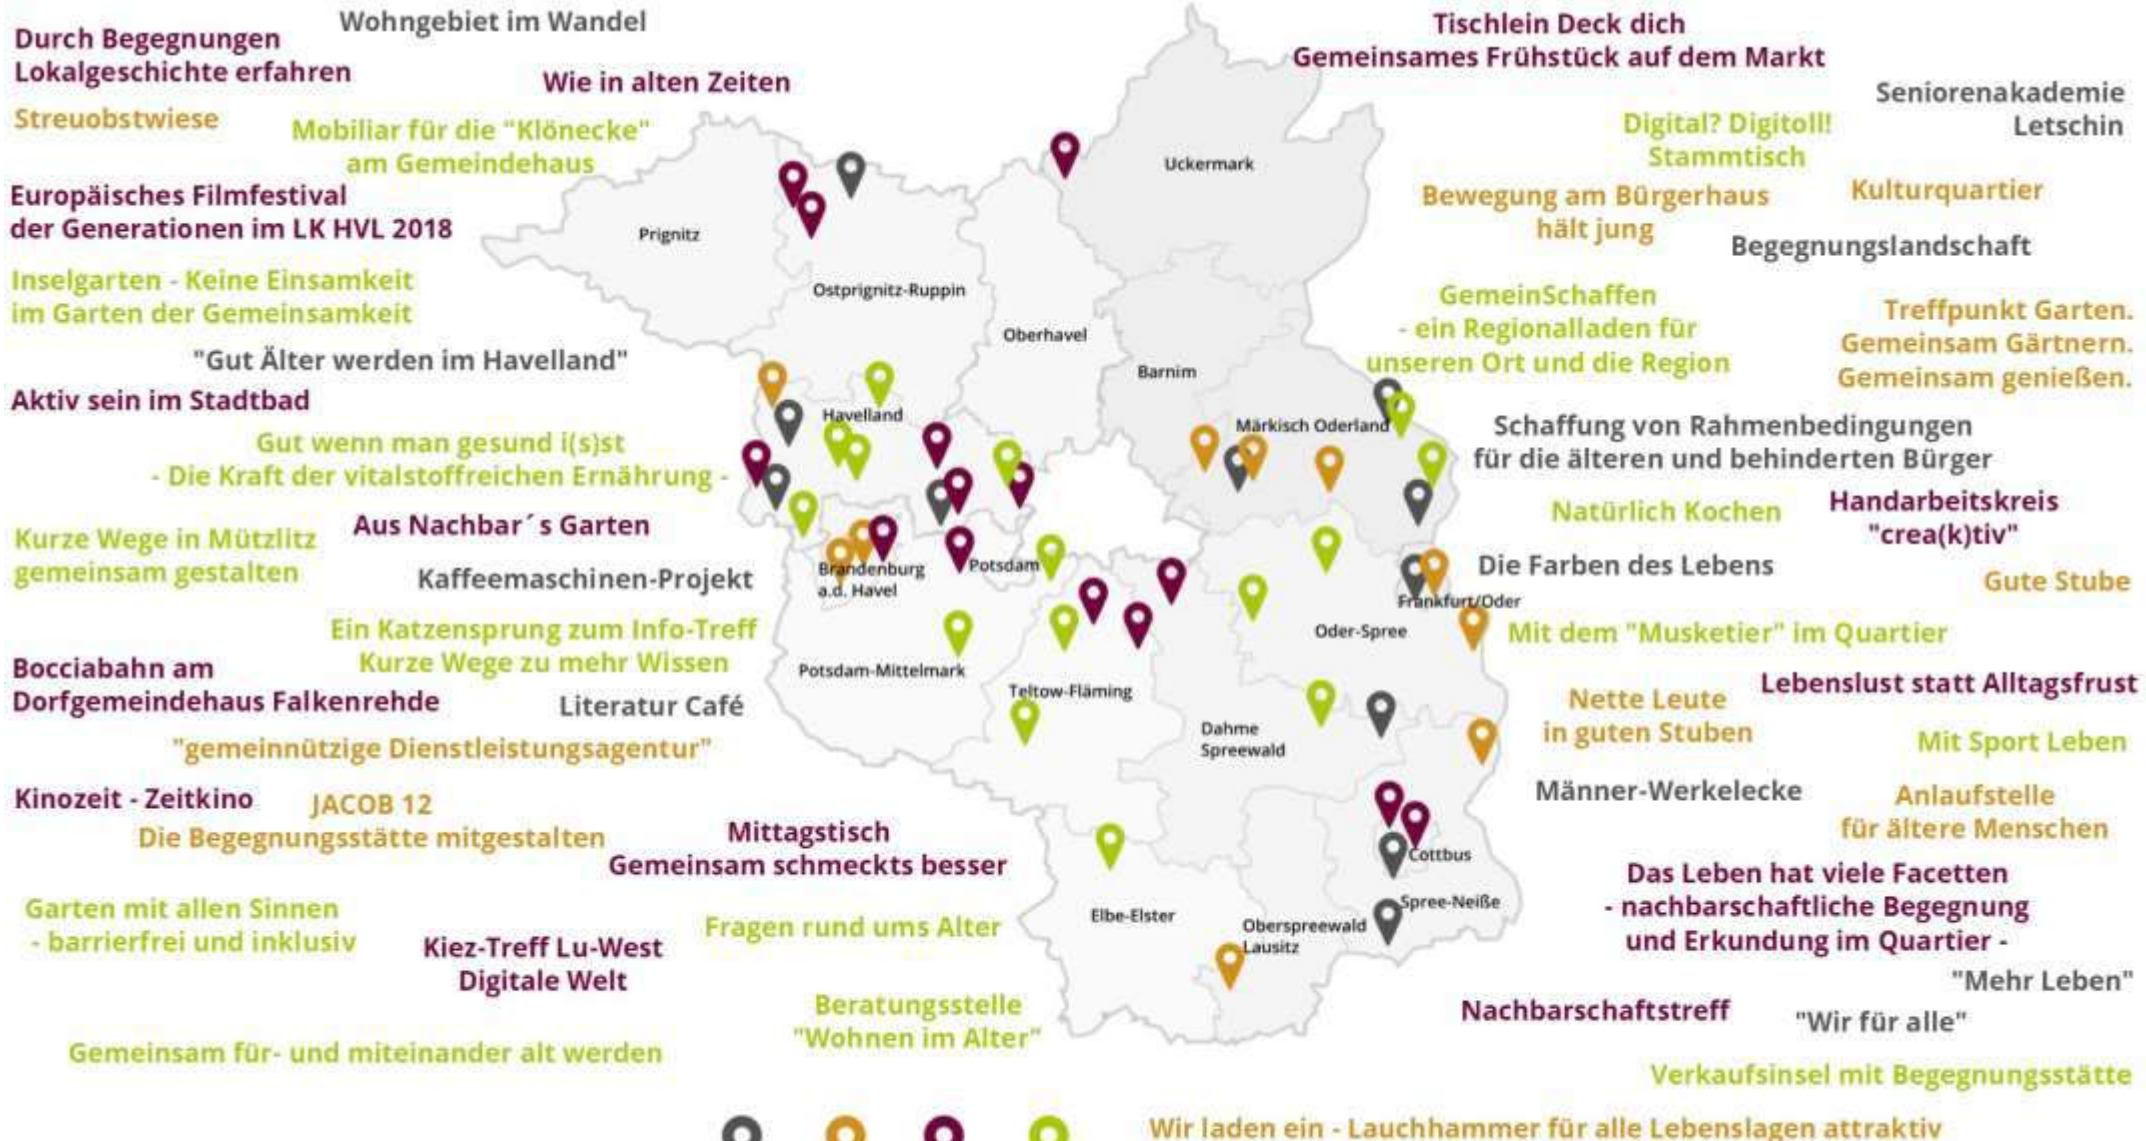 Wohngebiet im Wandel
Durch Begegnungen
Lokalgeschichte erfahren
Wie in alten Zeiten
Streuobstwiese
Mobiliar für die "Klönecke"
am Gemeindehaus
Europäisches Filmfestival
der Generationen im LK HVL 2018
Inselgarten - Keine Einsamkeit
im Garten der Gemeinsamkeit
"Gut Älter werden im Havelland"
Aktiv sein im Stadtbad
Gut wenn man gesund i(s)st
- Die Kraft der vitalstoffreichen Ernährung -
Kurze Wege in Mützlitz
gemeinsam gestalten
Aus Nachbar´s Garten
Kaffeemaschinen-Projekt
Ein Katzensprung zum Info-Treff
Kurze Wege zu mehr Wissen
Bocciabahn am
Dorfgemeindehaus Falkenrehde
Literatur Café
"gemeinnützige Dienstleistungsagentur"
Kinozeit - Zeitkino
JACOB 12
Die Begegnungsstätte mitgestalten
Mittagstisch
Gemeinsam schmeckts besser
Garten mit allen Sinnen
- barrierfrei und inklusiv
Kiez-Treff Lu-West
Digitale Welt
Fragen rund ums Alter
Beratungsstelle
"Wohnen im Alter"
Gemeinsam für- und miteinander alt werden
Prignitz
Ostprignitz-Ruppin
Oberhavel
Uckermark
Barnim
Havelland
Märkisch Oderland
Brandenburg
a.d. Havel
Potsdam
Potsdam-Mittelmark
Teltow-Fläming
Dahme
Spreewald
Oder-Spree
Frankfurt/Oder
Cottbus
Spree-Neiße
Elbe-Elster
Oberspreewald
Lausitz
Tischlein Deck dich
Gemeinsames Frühstück auf dem Markt
Seniorenakademie
Letschin
Digital? Digitoll!
Stammtisch
Bewegung am Bürgerhaus
hält jung
Kulturquartier
Begegnungslandschaft
GemeinSchaffen
- ein Regionalladen für
unseren Ort und die Region
Treffpunkt Garten.
Gemeinsam Gärtnern.
Gemeinsam genießen.
Schaffung von Rahmenbedingungen
für die älteren und behinderten Bürger
Natürlich Kochen
Handarbeitskreis
"crea(k)tiv"
Die Farben des Lebens
Gute Stube
Mit dem "Musketier" im Quartier
Lebenslust statt Alltagsfrust
Nette Leute
in guten Stuben
Mit Sport Leben
Männer-Werkelecke
Anlaufstelle
für ältere Menschen
Das Leben hat viele Facetten
- nachbarschaftliche Begegnung
und Erkundung im Quartier -
"Mehr Leben"
Nachbarschaftstreff
"Wir für alle"
Verkaufsinsel mit Begegnungsstätte
Wir laden ein - Lauchhammer für alle Lebenslagen attraktiv